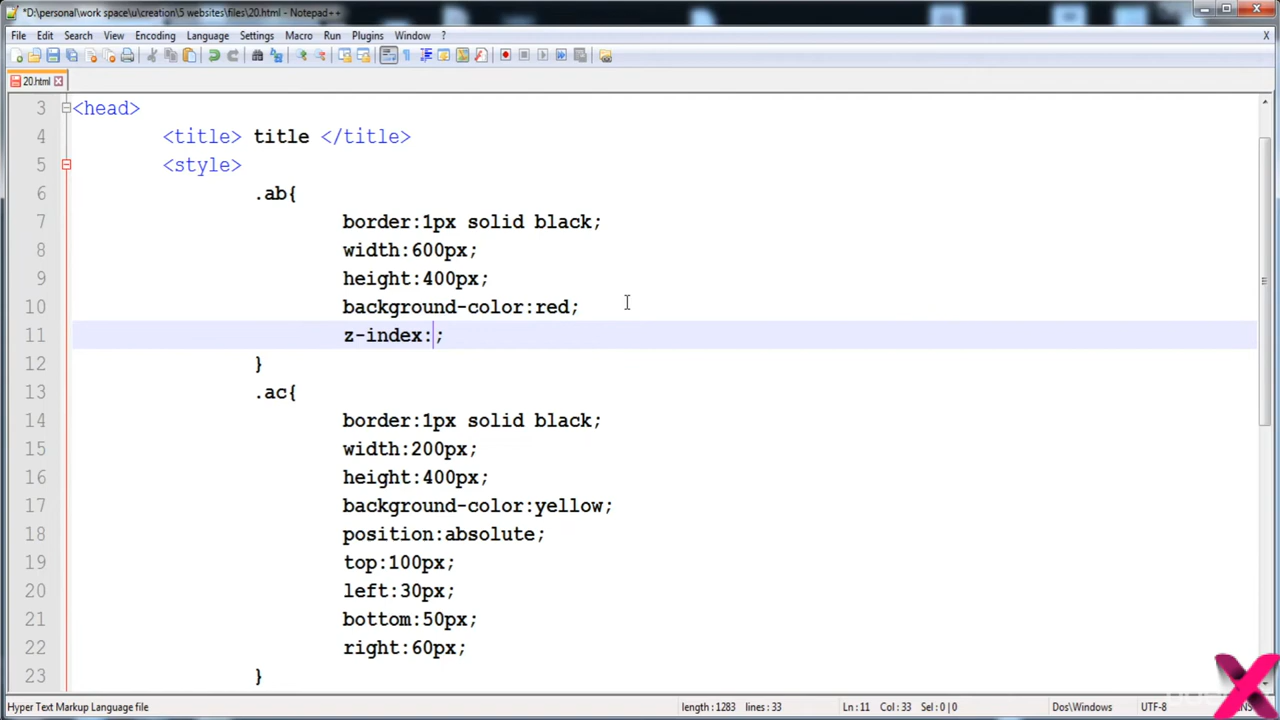 *D:\personal\work space\u\creation\5 websites\files\20.html - Notepad++
File Edit Search View Encoding Language Settings Macro Run Plugins Window ? X
20.html
3 <head>
4 <title> title </title>
5 <style>
6 .ab{
7 border:1px solid black;
8 width:600px;
9 height:400px;
10 background-color:red;
11 z-index:;
12 }
13 .ac{
14 border:1px solid black;
15 width:200px;
16 height:400px;
17 background-color:yellow;
18 position:absolute;
19 top:100px;
20 left:30px;
21 bottom:50px;
22 right:60px;
23 }
Hyper Text Markup Language file length : 1283 lines : 33 Ln : 11 Col : 33 Sel : 0 | 0 Dos\Windows UTF-8